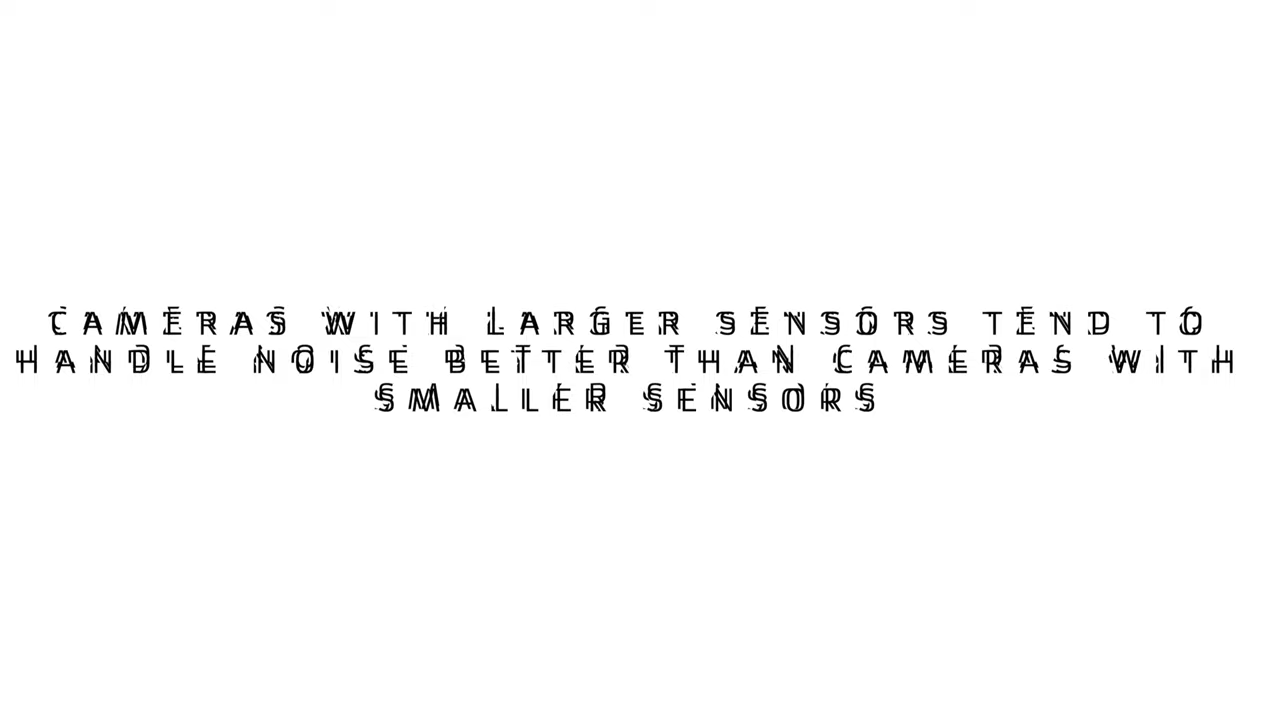 CAMERAS WITH LARGER SENSORS TEND TO
HANDLE NOISE BETTER THAN CAMERAS WITH
SMALLER SENSORS